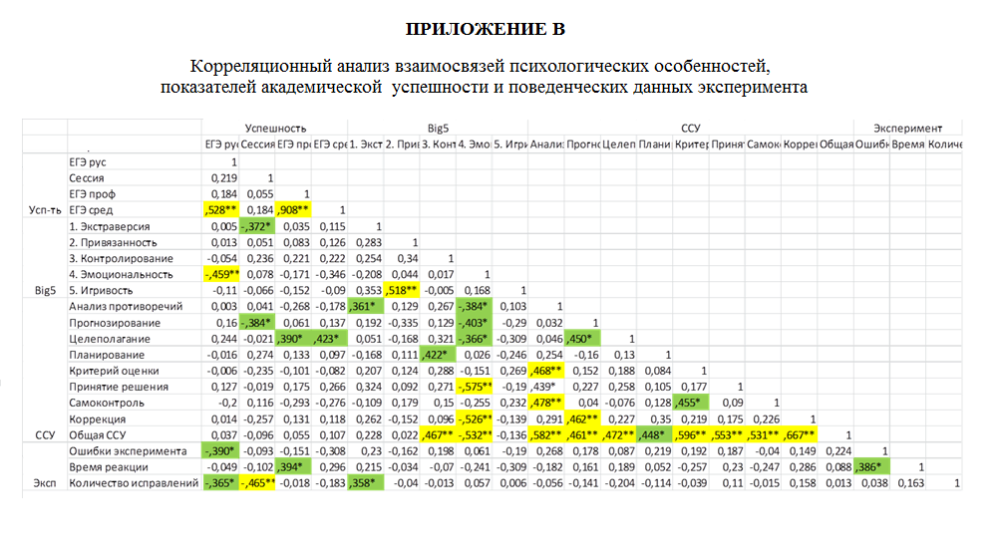 ПРИЛОЖЕНИЕ В
Корреляционный анализ взаимосвязей психологических особенностей,
показателей академической успешности и поведенческих данных эксперимента
Успешность Big5 ССУ Эксперимент
. ЕГЭ рус Сессия ЕГЭ про ЕГЭ сре 1. Экст 2. При 3. Конт 4. Эмо 5. Игри Анали Прогно Целеп Плани Крите Приня Самок Коррек Общая Ошибк Время Количе
ЕГЭ рус 1
Сессия 0,219 1
ЕГЭ проф 0,184 0,055 1
Усп-ть ЕГЭ сред ,528** 0,184 ,908** 1
1. Экстраверсия 0,005 -,372* 0,035 0,115 1
2. Привязанность 0,013 0,051 0,083 0,126 0,283 1
3. Контролирование -0,054 0,236 0,221 0,222 0,254 0,34 1
4. Эмоциональность -,459** 0,078 -0,171 -0,346 -0,208 0,044 0,017 1
Big5 5. Игривость -0,11 -0,066 -0,152 -0,09 0,353 ,518** -0,005 0,168 1
Анализ противоречий 0,003 0,041 -0,268 -0,178 ,361* 0,129 0,267 -,384* 0,103 1
Прогнозирование 0,16 -,384* 0,061 0,137 0,192 -0,335 0,129 -,403* -0,29 0,032 1
Целеполагание 0,244 -0,021 ,390* ,423* 0,051 -0,168 0,321 -,366* -0,309 0,046 ,450* 1
Планирование -0,016 0,274 0,133 0,097 -0,168 0,111 ,422* 0,026 -0,246 0,254 -0,16 0,13 1
Критерий оценки -0,006 -0,235 -0,101 -0,082 0,207 0,124 0,288 -0,151 0,269 ,468** 0,152 0,188 0,084 1
Принятие решения 0,127 -0,019 0,175 0,266 0,324 0,092 0,271 -,575** -0,19 ,439* 0,227 0,258 0,105 0,177 1
Самоконтроль -0,2 0,116 -0,293 -0,276 -0,109 0,179 0,15 -0,255 0,232 ,478** 0,04 -0,076 0,128 ,455* 0,09 1
Коррекция 0,014 -0,257 0,131 0,118 0,262 -0,152 0,096 -,526** -0,139 0,291 ,462** 0,227 -0,35 0,219 0,175 0,226 1
ССУ Общая ССУ 0,037 -0,096 0,055 0,107 0,228 0,022 ,467** -,532** -0,136 ,582** ,461** ,472** ,448* ,596** ,553** ,531** ,667** 1
Ошибки эксперимента -,390* -0,093 -0,151 -0,308 0,23 -0,162 0,198 0,061 -0,19 0,268 0,178 0,087 0,219 0,192 0,187 -0,04 0,149 0,224 1
Время реакции -0,049 -0,102 ,394* 0,296 0,215 -0,034 -0,07 -0,241 -0,309 -0,182 0,161 0,189 0,052 -0,257 0,23 -0,247 0,286 0,088 ,386* 1
Эксп Количество исправлений -,365* -,465** -0,018 -0,183 ,358* -0,04 -0,013 0,057 0,006 -0,056 -0,141 -0,204 -0,114 -0,039 0,11 -0,015 0,158 0,013 0,038 0,163 1